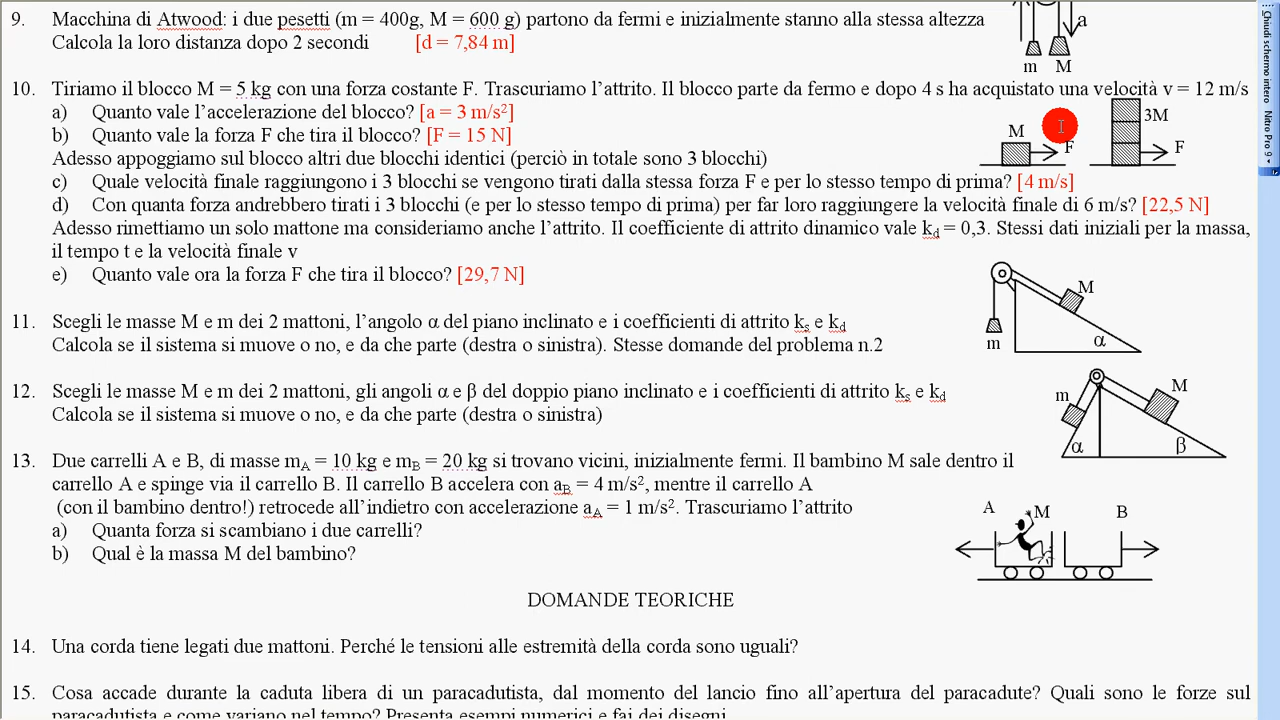 9. Macchina di Atwood: i due pesetti (m = 400g, M = 600 g) partono da fermi e inizialmente stanno alla stessa altezza
Calcola la loro distanza dopo 2 secondi [d = 7,84 m]
a
m M
10. Tiriamo il blocco M = 5 kg con una forza costante F. Trascuriamo l'attrito. Il blocco parte da fermo e dopo 4 s ha acquistato una velocità v = 12 m/s
a) Quanto vale l'accelerazione del blocco? [a = 3 m/s²]
b) Quanto vale la forza F che tira il blocco? [F = 15 N]
M F 3M F
Adesso appoggiamo sul blocco altri due blocchi identici (perciò in totale sono 3 blocchi)
c) Quale velocità finale raggiungono i 3 blocchi se vengono tirati dalla stessa forza F e per lo stesso tempo di prima? [4 m/s]
d) Con quanta forza andrebbero tirati i 3 blocchi (e per lo stesso tempo di prima) per far loro raggiungere la velocità finale di 6 m/s? [22,5 N]
Adesso rimettiamo un solo mattone ma consideriamo anche l'attrito. Il coefficiente di attrito dinamico vale kd = 0,3. Stessi dati iniziali per la massa,
il tempo t e la velocità finale v
e) Quanto vale ora la forza F che tira il blocco? [29,7 N]
11. Scegli le masse M e m dei 2 mattoni, l'angolo α del piano inclinato e i coefficienti di attrito ks e kd
Calcola se il sistema si muove o no, e da che parte (destra o sinistra). Stesse domande del problema n.2
M
m α
12. Scegli le masse M e m dei 2 mattoni, gli angoli α e β del doppio piano inclinato e i coefficienti di attrito ks e kd
Calcola se il sistema si muove o no, e da che parte (destra o sinistra)
m M
α β
13. Due carrelli A e B, di masse mA = 10 kg e mB = 20 kg si trovano vicini, inizialmente fermi. Il bambino M sale dentro il
carrello A e spinge via il carrello B. Il carrello B accelera con aB = 4 m/s², mentre il carrello A
(con il bambino dentro!) retrocede all'indietro con accelerazione aA = 1 m/s². Trascuriamo l'attrito
a) Quanta forza si scambiano i due carrelli?
b) Qual è la massa M del bambino?
A M B
DOMANDE TEORICHE
14. Una corda tiene legati due mattoni. Perché le tensioni alle estremità della corda sono uguali?
15. Cosa accade durante la caduta libera di un paracadutista, dal momento del lancio fino all'apertura del paracadute? Quali sono le forze sul
paracadutista e come variano nel tempo? Presenta esempi numerici e fai dei disegni
Chiudi schermo intero Nitro Pro 9